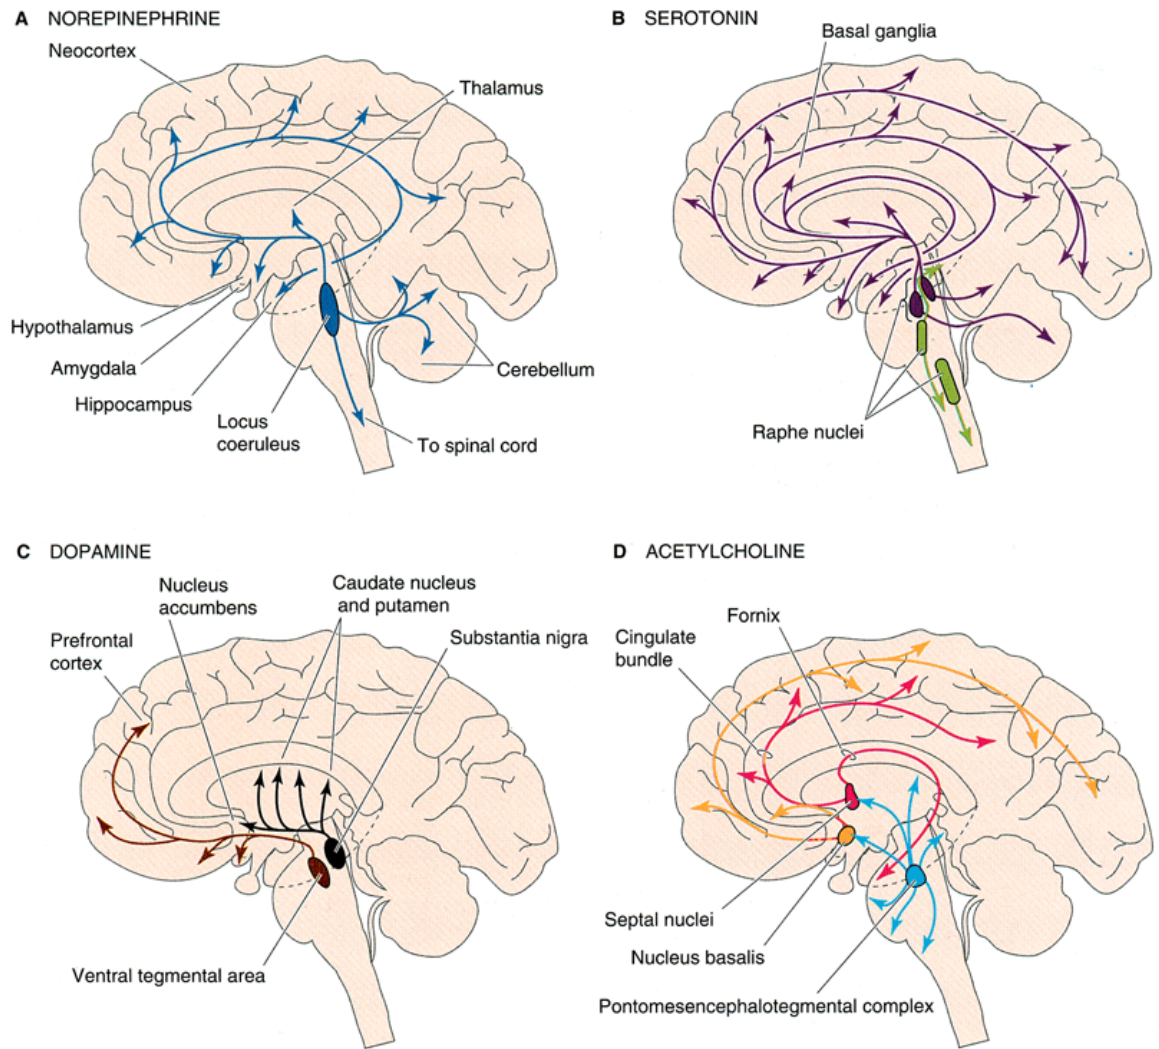 A NOREPINEPHRINE
Neocortex
Thalamus
Hypothalamus
Amygdala
Hippocampus
Locus
coeruleus
Cerebellum
To spinal cord
B SEROTONIN
Basal ganglia
Raphe nuclei
C DOPAMINE
Nucleus
accumbens
Caudate nucleus
and putamen
Prefrontal
cortex
Substantia nigra
Ventral tegmental area
D ACETYLCHOLINE
Fornix
Cingulate
bundle
Septal nuclei
Nucleus basalis
Pontomesencephalotegmental complex